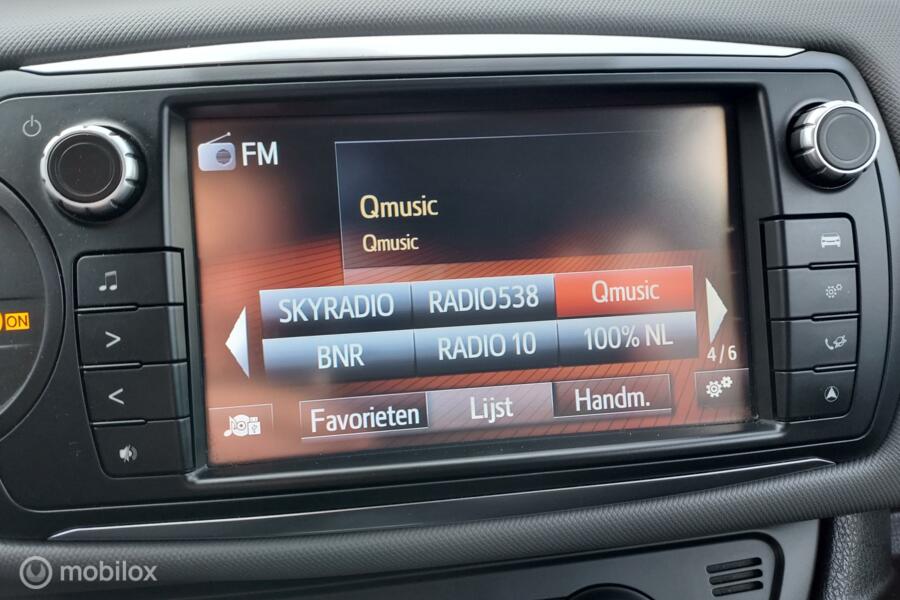 FM
Qmusic
Qmusic
SKYRADIO RADIO538 Qmusic
BNR RADIO 10 100% NL
4/6
Favorieten Lijst Handm.
ON
mobilox